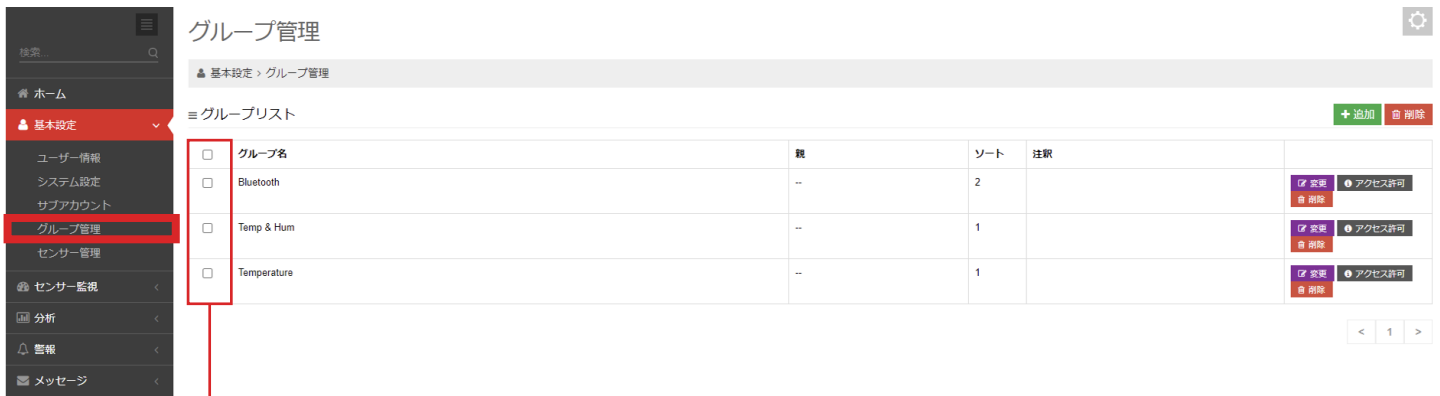 検索...
ホーム
基本設定
ユーザー情報
システム設定
サブアカウント
グループ管理
センサー管理
センサー監視
分析
警報
メッセージ
グループ管理
基本設定 > グループ管理
グループリスト
追加 削除
グループ名 親 ソート 注釈
Bluetooth -- 2 変更 アクセス許可
削除
Temp & Hum -- 1 変更 アクセス許可
削除
Temperature -- 1 変更 アクセス許可
削除
< 1 >